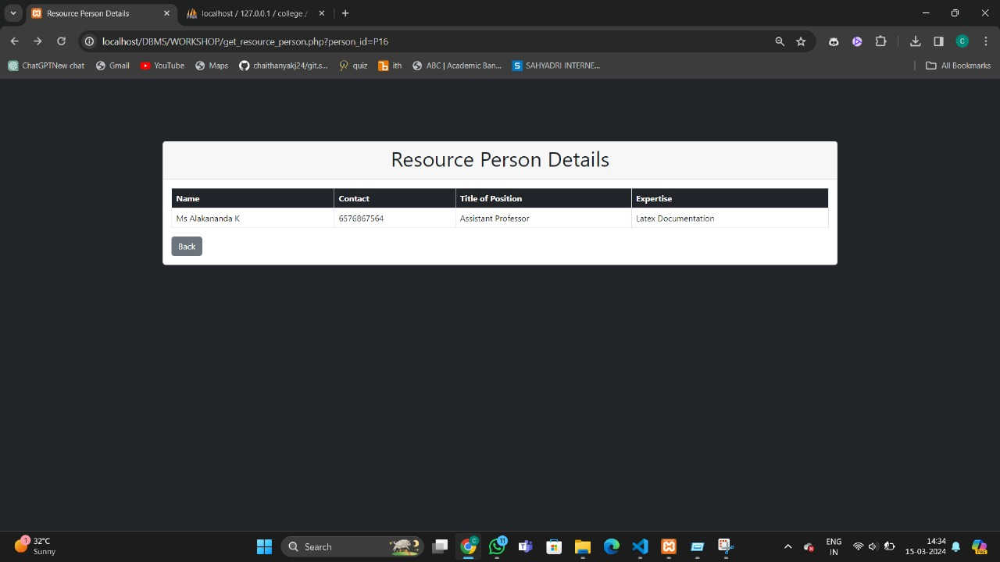 Resource Person Details
localhost / 127.0.0.1 / college /
localhost/DBMS/WORKSHOP/get_resource_person.php?person_id=P16
C
ChatGPTNew chat
Gmail
YouTube
Maps
chaithanyakj24/git.s...
quiz
ith
ABC | Academic Ban...
SAHYADRI INTERNE...
All Bookmarks
Resource Person Details
Name Contact Title of Position Expertise
Ms Alakananda K 6576867564 Assistant Professor Latex Documentation
Back
1
32°C
Sunny
Search
C
11
ENG
IN
14:34
15-03-2024
PRE